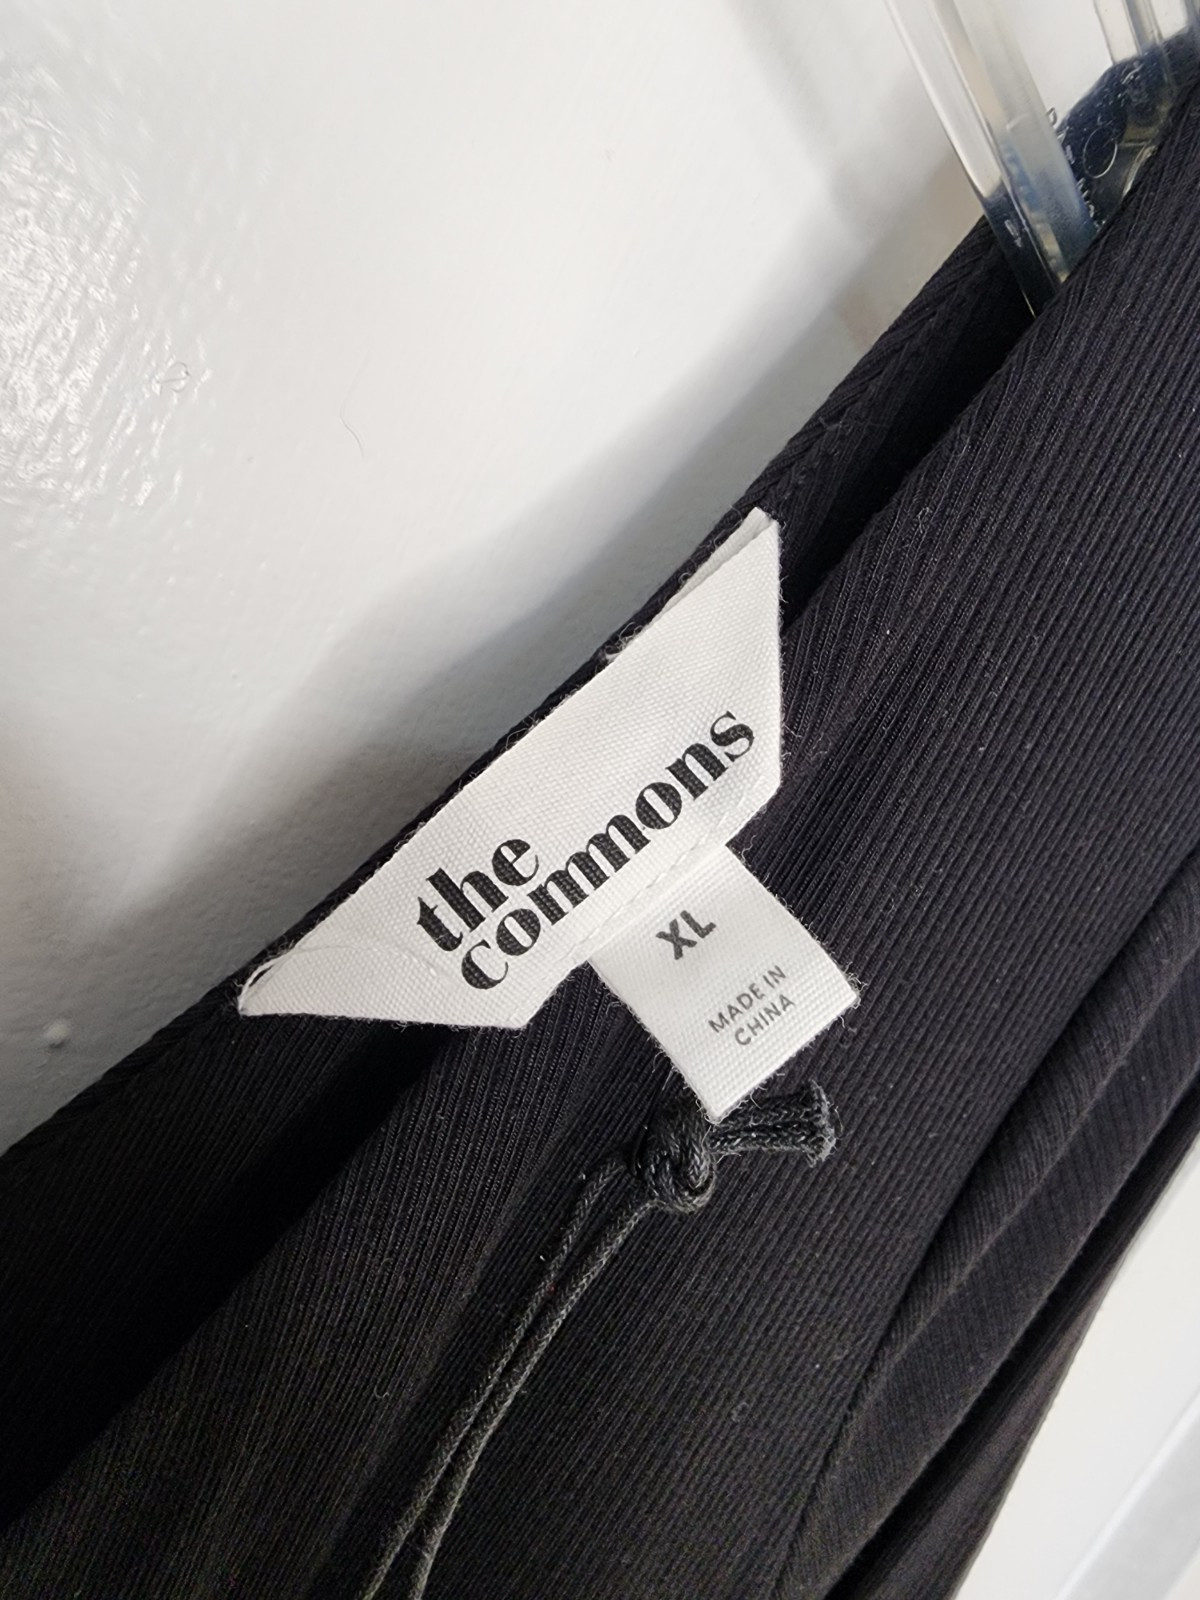 the
commons
XL
MADE IN
CHINA